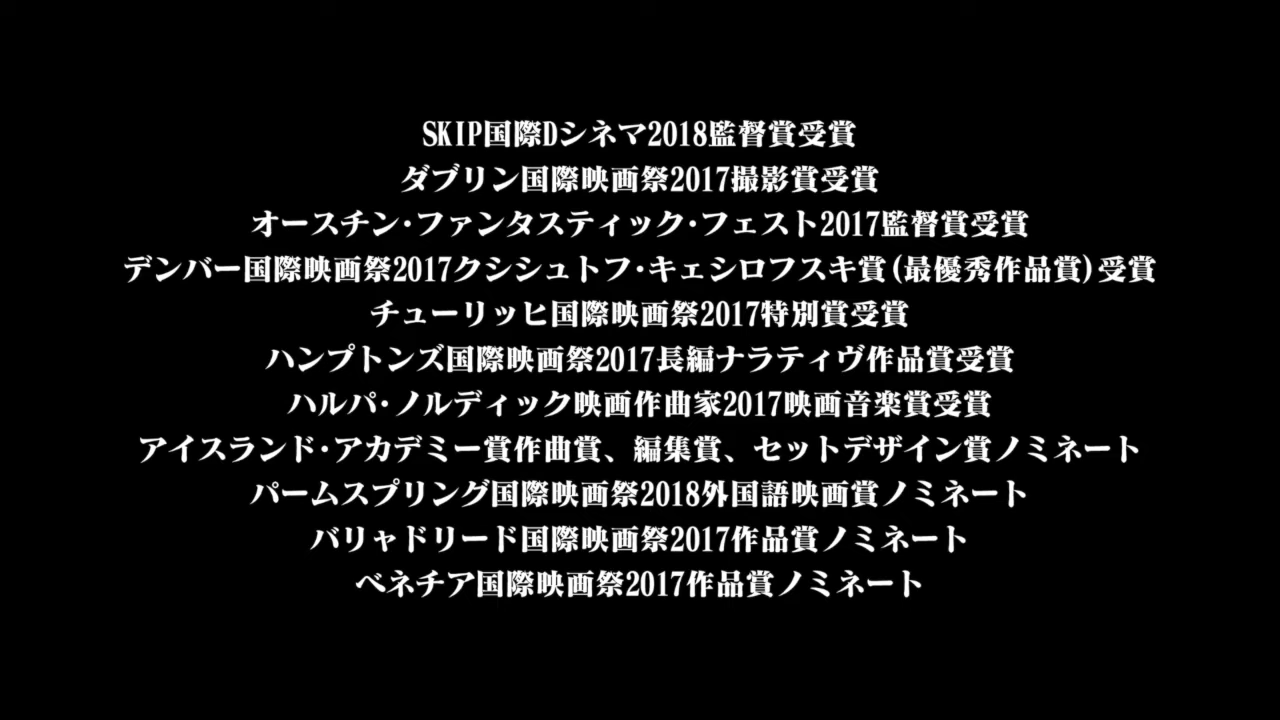 SKIP国際Dシネマ2018監督賞受賞
ダブリン国際映画祭2017撮影賞受賞
オースチン・ファンタスティック・フェスト2017監督賞受賞
デンバー国際映画祭2017クシシュトフ・キェシロフスキ賞(最優秀作品賞)受賞
チューリッヒ国際映画祭2017特別賞受賞
ハンプトンズ国際映画祭2017長編ナラティヴ作品賞受賞
ハルパ・ノルディック映画作曲家2017映画音楽賞受賞
アイスランド・アカデミー賞作曲賞、編集賞、セットデザイン賞ノミネート
パームスプリング国際映画祭2018外国語映画賞ノミネート
バリャドリード国際映画祭2017作品賞ノミネート
ベネチア国際映画祭2017作品賞ノミネート